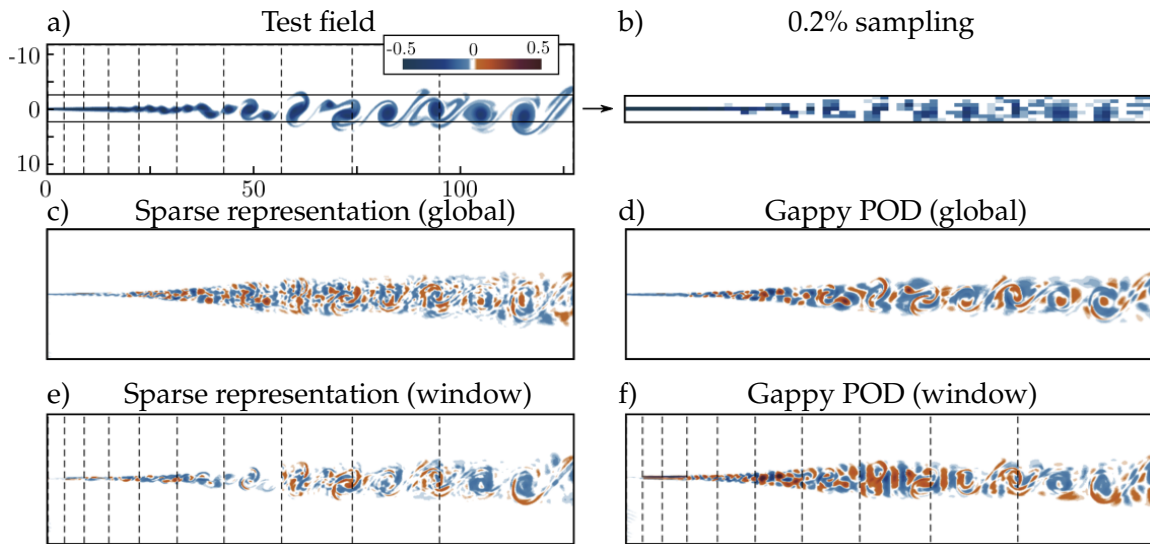 a) Test field
b) 0.2% sampling
-0.5 0 0.5
-10
0
10
0 50 100
c) Sparse representation (global)
d) Gappy POD (global)
e) Sparse representation (window)
f) Gappy POD (window)